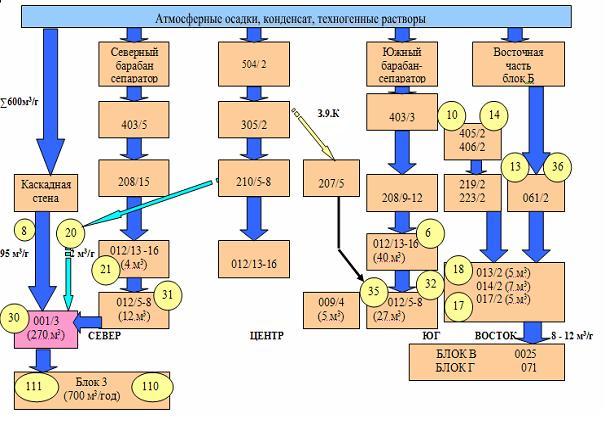 Атмосферные осадки, конденсат, техногенные растворы
Северный
барабан
сепаратор
504/2
Южный
барабан-
сепаратор
Восточная
часть
блок Б
∑600м³/г
403/5
305/2
3.9.К
403/3
10
14
405/2
406/2
13
36
Каскадная
стена
208/15
210/5-8
207/5
208/9-12
219/2
223/2
061/2
8
20
95 м³/г
2 м³/г
21
012/13 -16
(4.м³)
012/13-16
6
012/13-16
(40.м³)
18
17
013/2 (5.м³)
014/2 (7.м³)
017/2 (5.м³)
30
001/3
(270.м³)
31
012/5-8
(12.м³)
009/4
(5.м³)
35
32
012/5-8
(27.м³)
СЕВЕР
ЦЕНТР
ЮГ
ВОСТОК
8 - 12 м³/г
111
Блок 3
(700 м³/год)
110
БЛОК В 0025
БЛОК Г 071